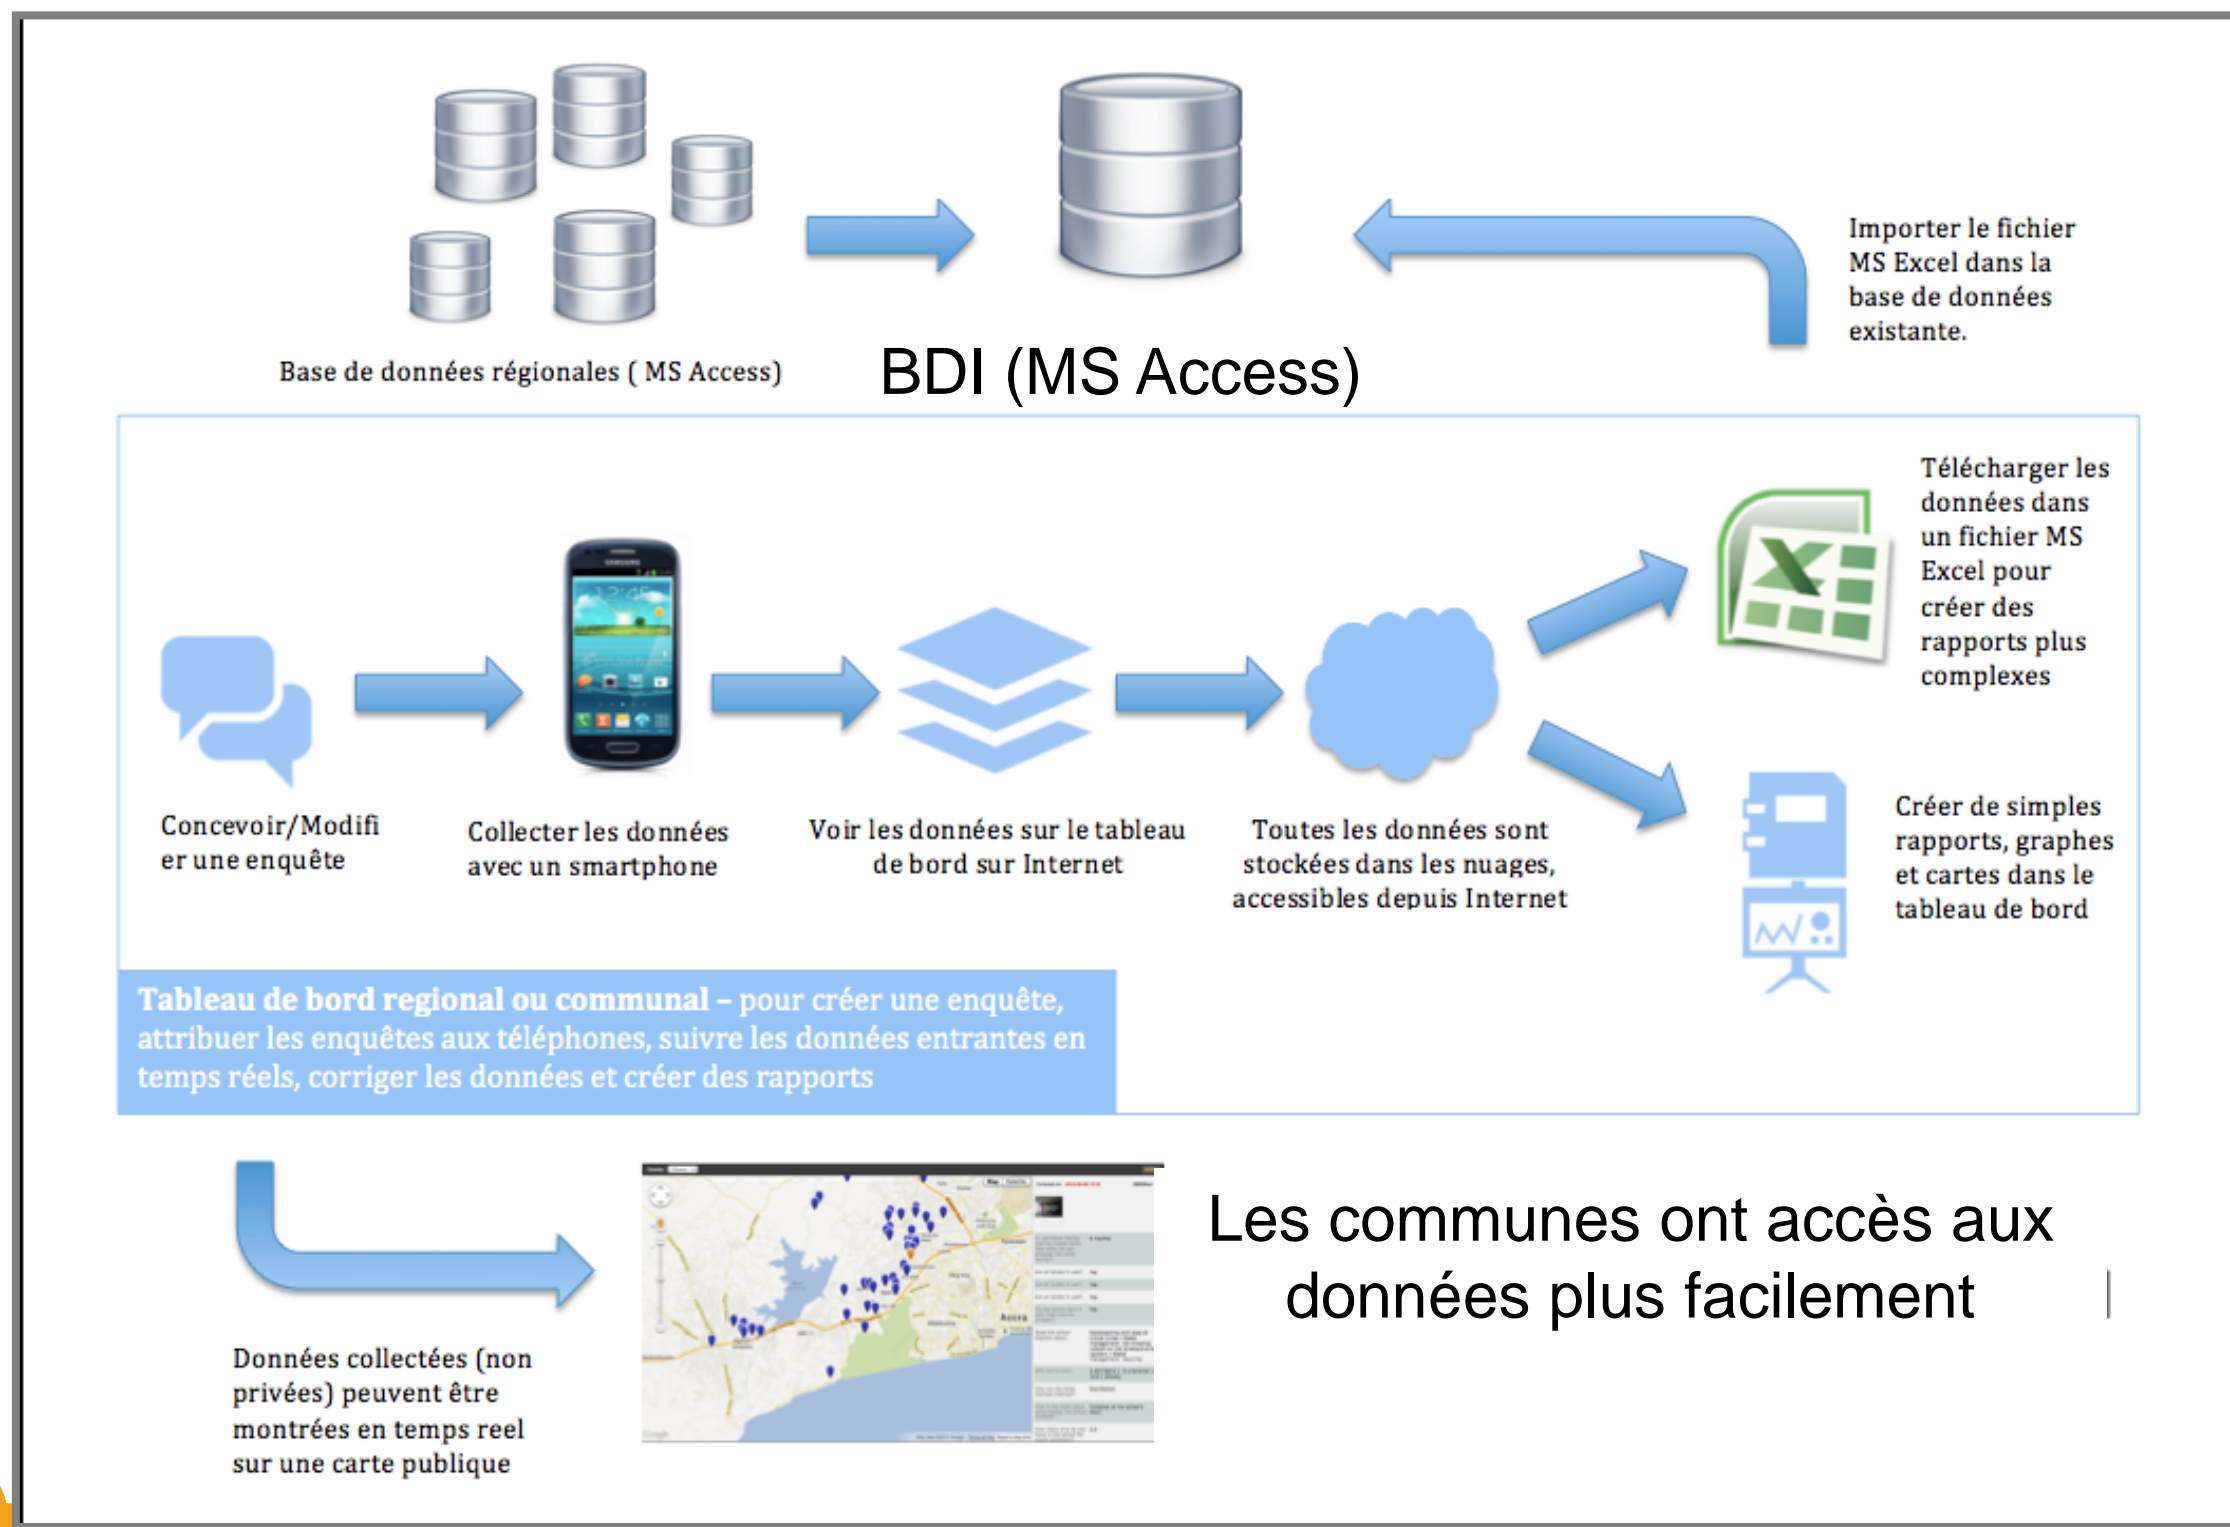 Importer le fichier
MS Excel dans la
base de données
existante.
Base de données régionales ( MS Access)
BDI (MS Access)
Télécharger les
données dans
un fichier MS
Excel pour
créer des
rapports plus
complexes
SAMSUNG
12:45
Concevoir/Modifi
er une enquête
Collecter les données
avec un smartphone
Voir les données sur le tableau
de bord sur Internet
Toutes les données sont
stockées dans les nuages,
accessibles depuis Internet
Créer de simples
rapports, graphes
et cartes dans le
tableau de bord
Tableau de bord regional ou communal – pour créer une enquête,
attribuer les enquêtes aux téléphones, suivre les données entrantes en
temps réels, corriger les données et créer des rapports
Accra
Google
Les communes ont accès aux
données plus facilement
Données collectées (non
privées) peuvent être
montrées en temps reel
sur une carte publique